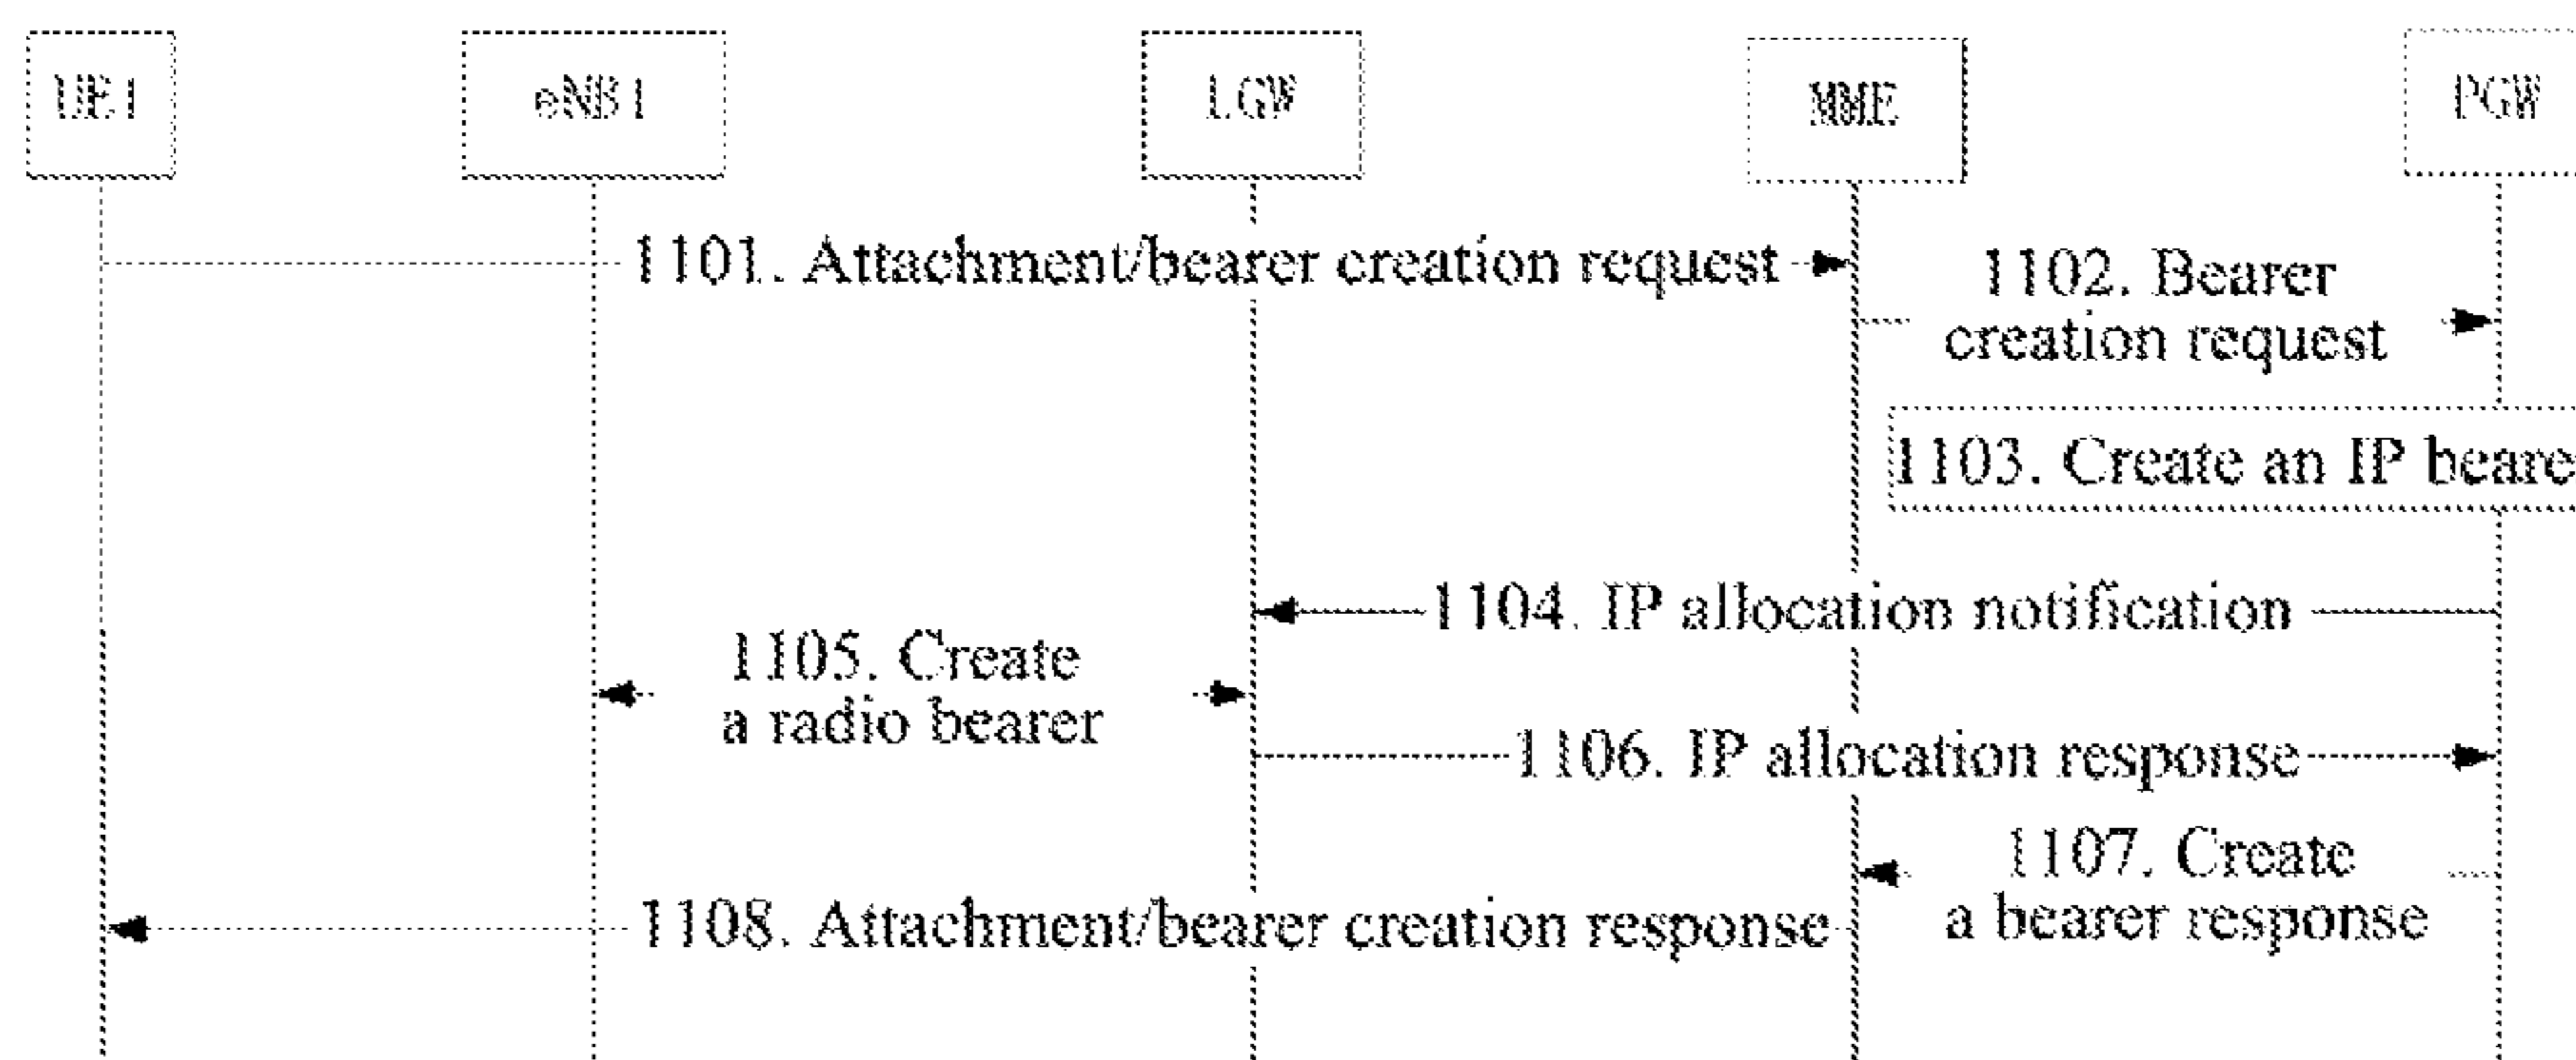 UE1
eNB1
LGW
MME
PGW
1101. Attachment/bearer creation request
1102. Bearer
creation request
1103. Create an IP beare
1104. IP allocation notification
1105. Create
a radio bearer
1106. IP allocation response
1107. Create
a bearer response
1108. Attachment/bearer creation response